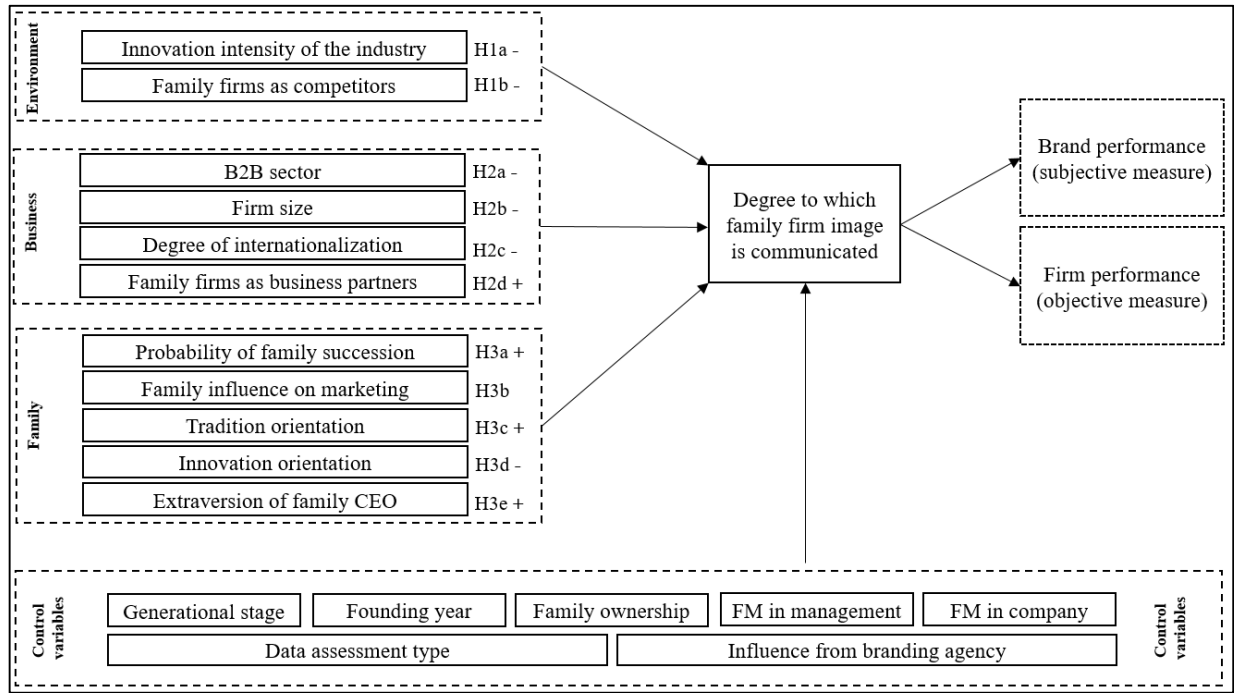 Environment
Innovation intensity of the industry H1a -
Family firms as competitors H1b -
Business
B2B sector H2a -
Firm size H2b -
Degree of internationalization H2c -
Family firms as business partners H2d +
Family
Probability of family succession H3a +
Family influence on marketing H3b
Tradition orientation H3c +
Innovation orientation H3d -
Extraversion of family CEO H3e +
Degree to which
family firm image
is communicated
Brand performance
(subjective measure)
Firm performance
(objective measure)
Control
variables
Generational stage Founding year Family ownership FM in management FM in company
Data assessment type Influence from branding agency
Control
variables